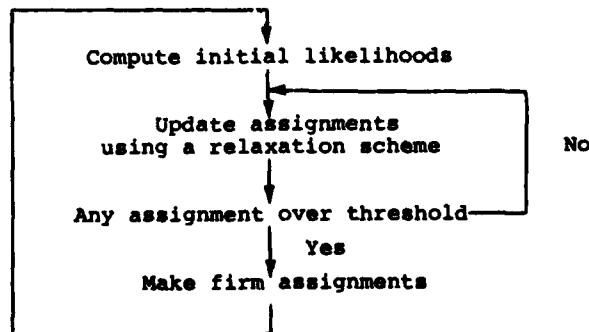 Compute initial likelihoods
Update assignments
using a relaxation scheme
No
Any assignment over threshold
Yes
Make firm assignments